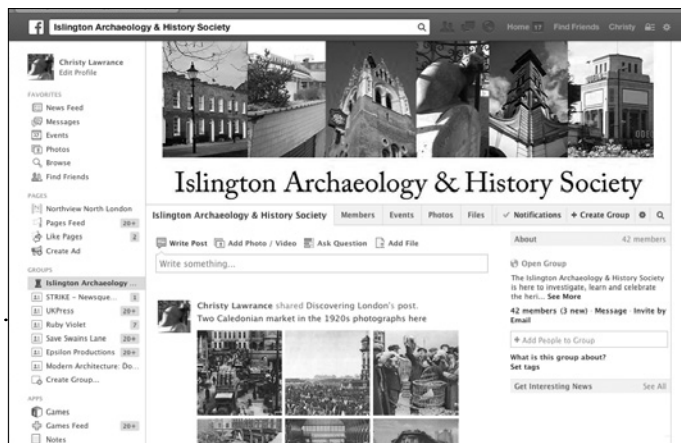 Islington Archaeology & History Society
Home 17 Find Friends Christy
Christy Lawrance
Edit Profile
FAVORITES
News Feed
Messages
Events
Photos
Browse
Find Friends
PAGES
Northview North London
Pages Feed 20+
Like Pages 2
Create Ad
GROUPS
Islington Archaeology ...
STRIKE - Newsque... 1
UKPress 20+
Ruby Violet 7
Save Swains Lane 20+
Epsilon Productions 20+
Modern Architecture: Do...
Create Group...
APPS
Games
Games Feed 20+
Notes
ODEON
Islington Archaeology & History Society
Islington Archaeology & History Society Members Events Photos Files ✓ Notifications + Create Group
Write Post Add Photo / Video Ask Question Add File
Write something...
Christy Lawrance shared Discovering London's post.
Two Caledonian market in the 1920s photographs here
About 42 members
Open Group
The Islington Archaeology & History Society
is here to investigate, learn and celebrate
the heri... See More
42 members (3 new) · Message · Invite by
Email
+ Add People to Group
What is this group about?
Set tags
Get Interesting News See All